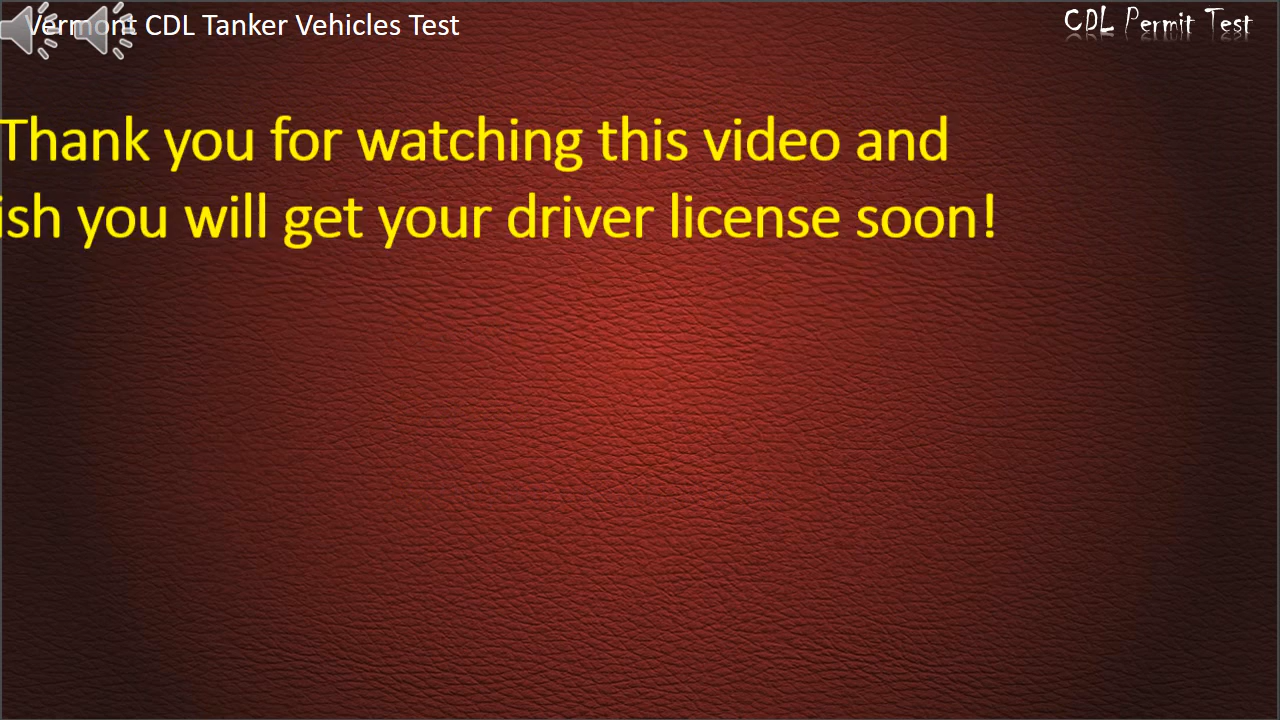 Vermont CDL Tanker Vehicles Test
CDL Permit Test
Thank you for watching this video and
ish you will get your driver license soon!